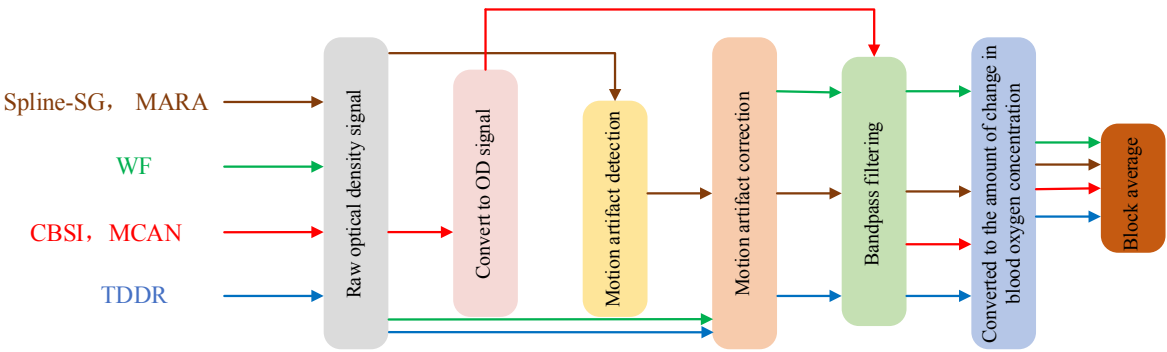 Spline-SG， MARA
WF
CBSI，MCAN
TDDR
Raw optical density signal
Convert to OD signal
Motion artifact detection
Motion artifact correction
Bandpass filtering
Converted to the amount of change in
blood oxygen concentration
Block average